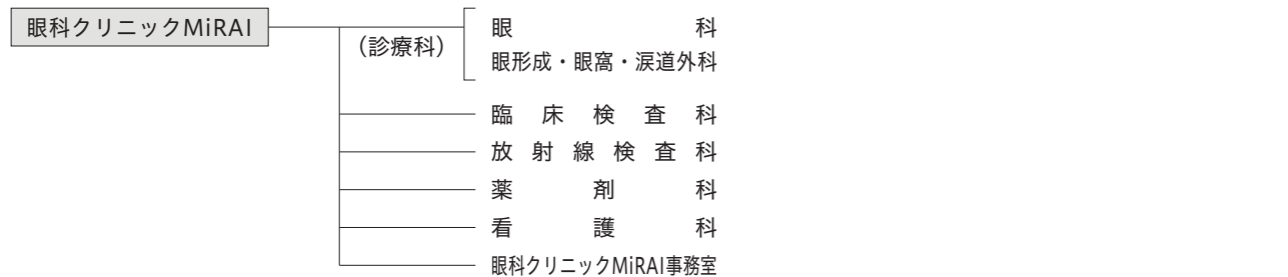 眼科クリニックMiRAI
（診療科）
眼科
眼形成・眼窩・涙道外科
臨床検査科
放射線検査科
薬剤科
看護科
眼科クリニックMiRAI事務室